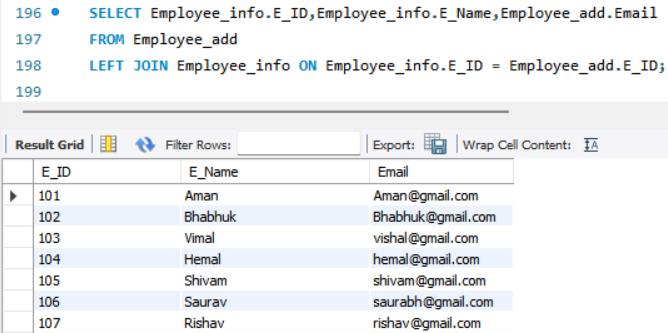 196 SELECT Employee_info.E_ID,Employee_info.E_Name,Employee_add.Email
197 FROM Employee_add
198 LEFT JOIN Employee_info ON Employee_info.E_ID = Employee_add.E_ID;
199
Result Grid Filter Rows: Export: Wrap Cell Content: IA
E_ID E_Name Email
101 Aman Aman@gmail.com
102 Bhabhuk Bhabhuk@gmail.com
103 Vimal vishal@gmail.com
104 Hemal hemal@gmail.com
105 Shivam shivam@gmail.com
106 Saurav saurabh@gmail.com
107 Rishav rishav@gmail.com